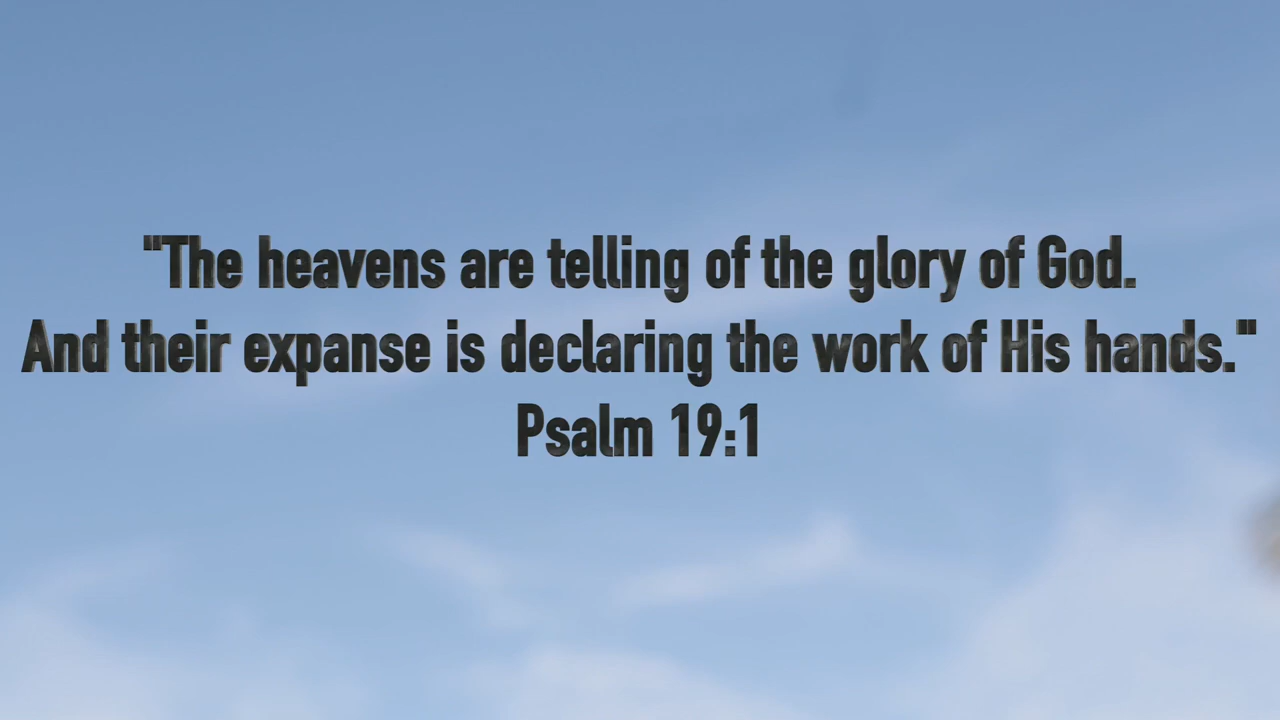 "The heavens are telling of the glory of God.
And their expanse is declaring the work of His hands."
Psalm 19:1